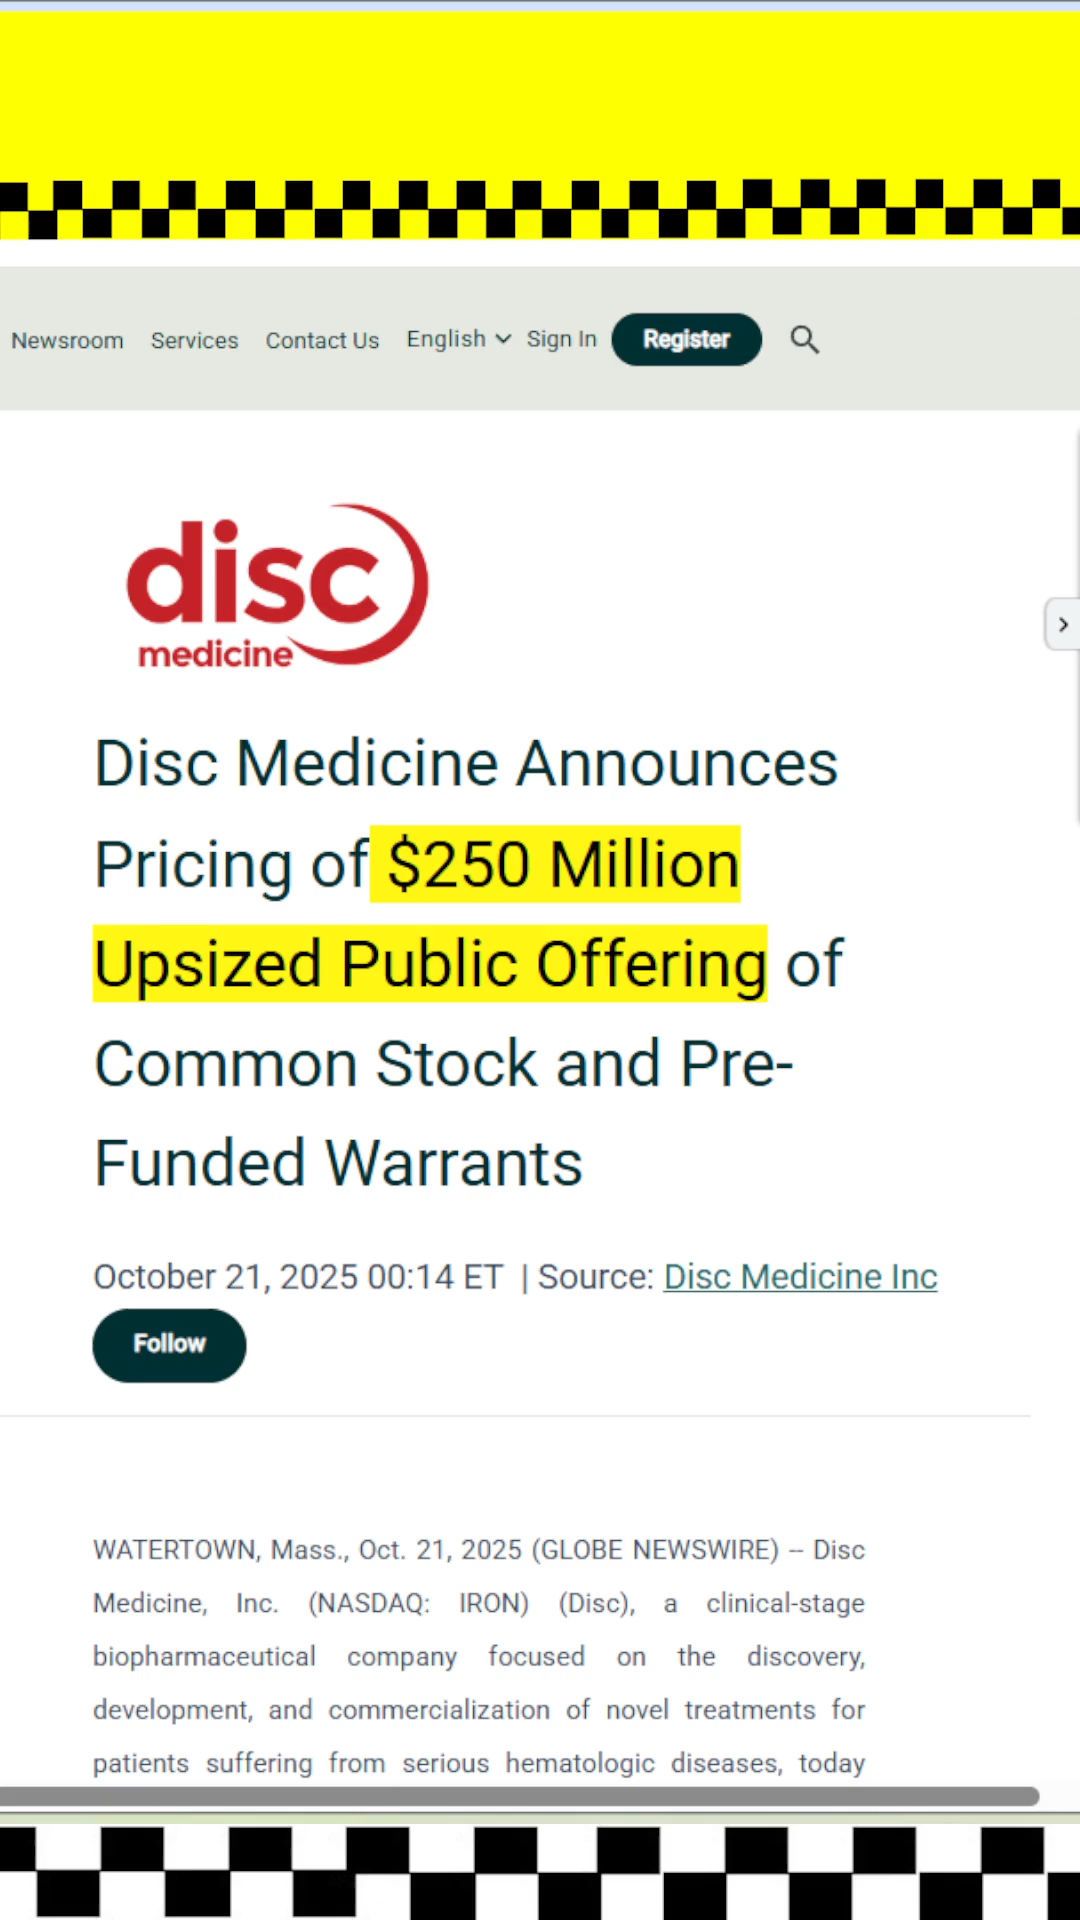 Newsroom Services Contact Us English Sign In Register
disc
medicine
Disc Medicine Announces
Pricing of $250 Million
Upsized Public Offering of
Common Stock and Pre-
Funded Warrants
October 21, 2025 00:14 ET | Source: Disc Medicine Inc
Follow
WATERTOWN, Mass., Oct. 21, 2025 (GLOBE NEWSWIRE) -- Disc
Medicine, Inc. (NASDAQ: IRON) (Disc), a clinical-stage
biopharmaceutical company focused on the discovery,
development, and commercialization of novel treatments for
patients suffering from serious hematologic diseases, today